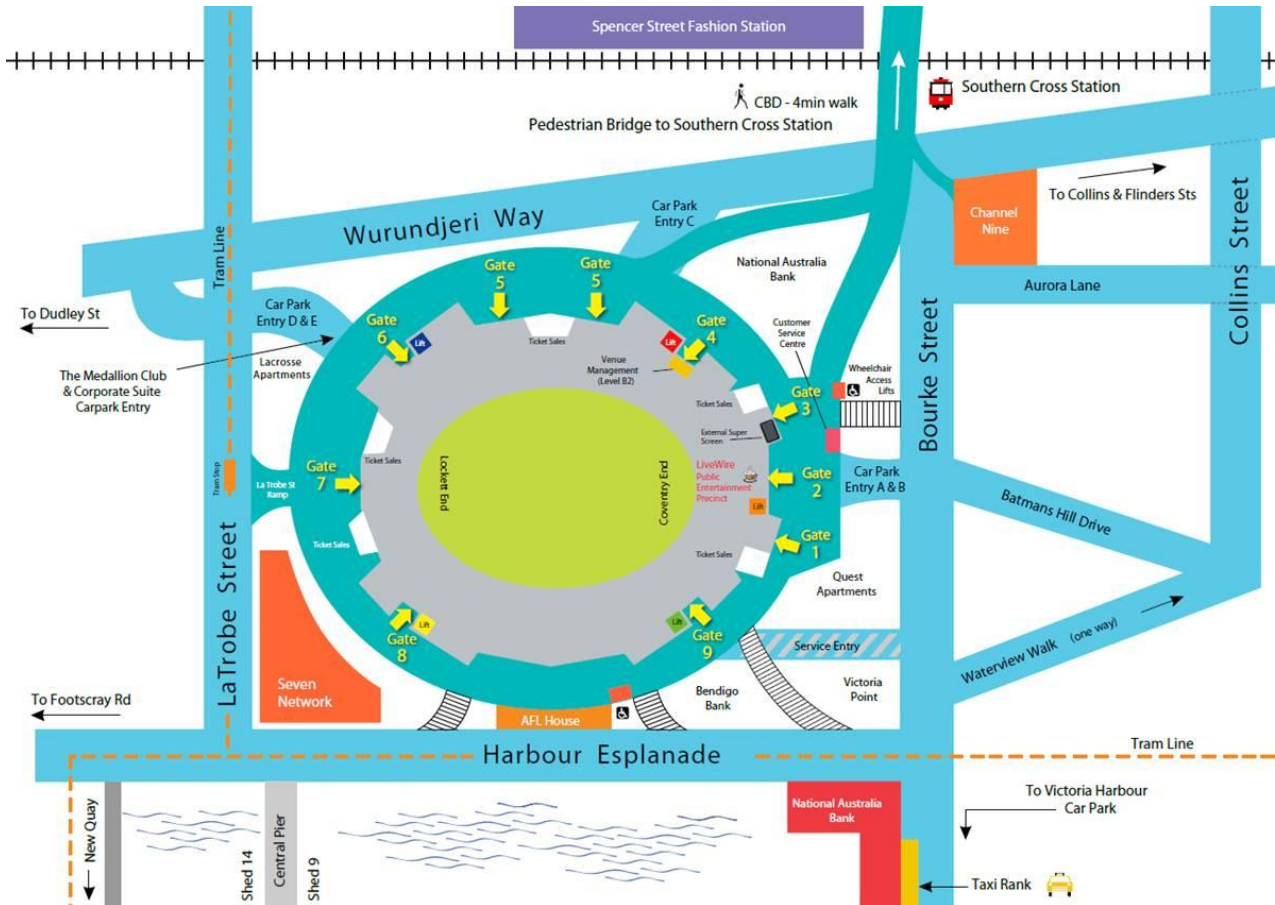 Spencer Street Fashion Station
CBD - 4min walk
Southern Cross Station
Pedestrian Bridge to Southern Cross Station
To Collins & Flinders Sts
Channel
Nine
Collins Street
Tram Line
Wurundjeri Way
Car Park
Entry C
National Australia
Bank
Aurora Lane
To Dudley St
Car Park
Entry D & E
Gate
5
Gate
5
Gate
6
Lift
Ticket Sales
Lift
Gate
4
Customer
Service
Centre
Bourke Street
The Medallion Club
& Corporate Suite
Carpark Entry
Lacrosse
Apartments
Venue
Management
(Level B2)
Wheelchair
Access
Lifts
Ticket Sales
Gate
3
External Super
Screen
Tram Stop
La Trobe St
Ramp
Gate
7
Ticket Sales
Lockett End
Coventry End
LiveWire
Public
Entertainment
Precinct
Gate
2
Car Park
Entry A & B
Lift
Batmans Hill Drive
LaTrobe Street
Ticket Sales
Ticket Sales
Gate
1
Quest
Apartments
Lift
Gate
8
Lift
Gate
9
Service Entry
Waterview Walk (one way)
Seven
Network
Bendigo
Bank
Victoria
Point
To Footscray Rd
AFL House
Harbour Esplanade
Tram Line
New Quay
Shed 14
Central Pier
Shed 9
National Australia
Bank
To Victoria Harbour
Car Park
Taxi Rank